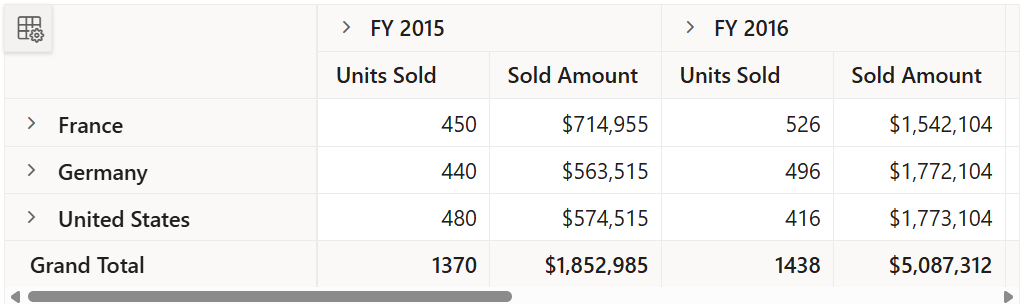 FY 2015 FY 2016
Units Sold Sold Amount Units Sold Sold Amount
France 450 $714,955 526 $1,542,104
Germany 440 $563,515 496 $1,772,104
United States 480 $574,515 416 $1,773,104
Grand Total 1370 $1,852,985 1438 $5,087,312